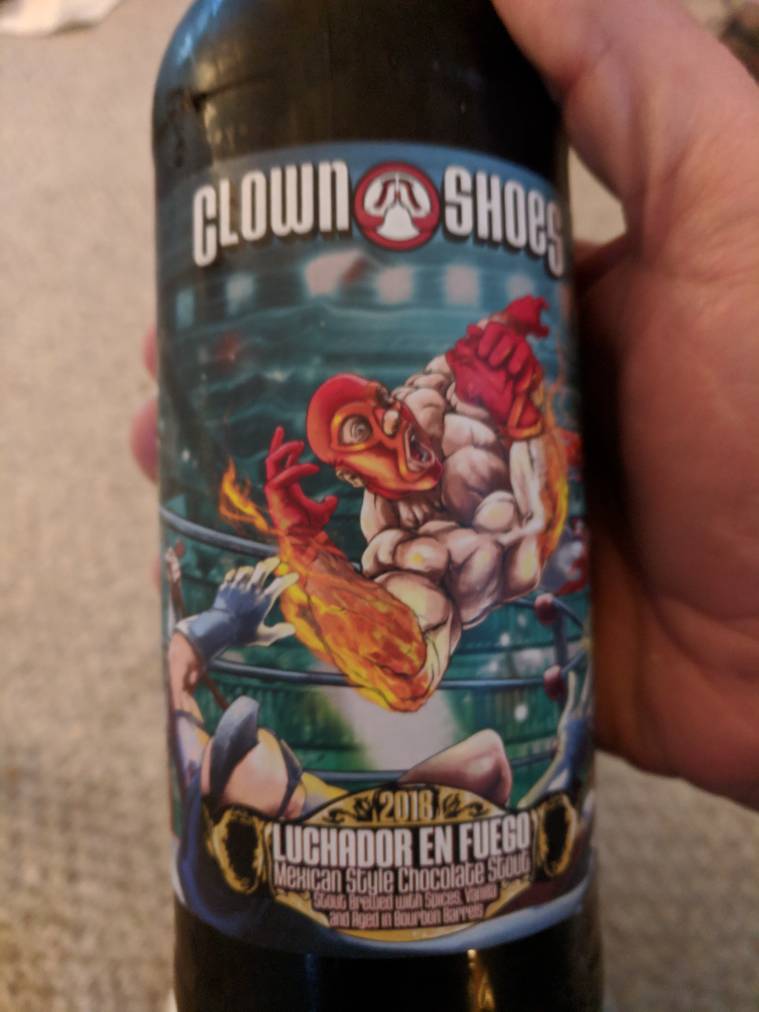 CLOWN SHOES
2018
LUCHADOR EN FUEGO
Mexican Style Chocolate Stout
Stout Brewed with Spices, Vanilla
and Aged in Bourbon Barrels